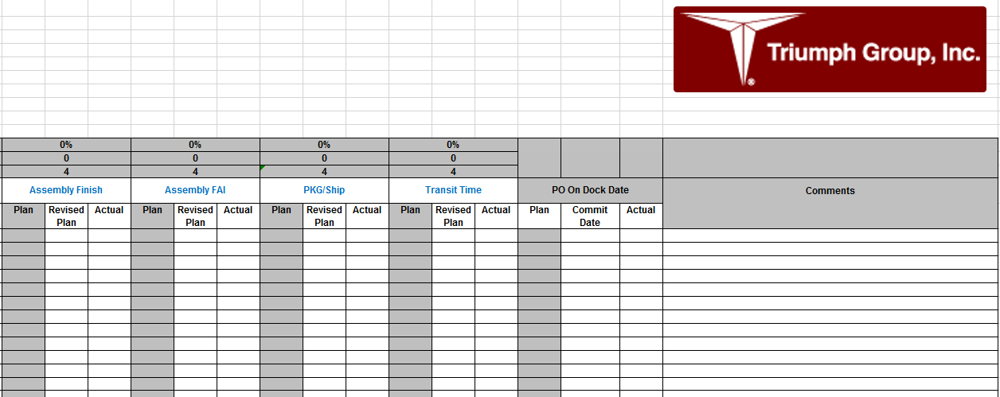 Triumph Group, Inc.
®
0% 0% 0% 0%
0 0 0 0
4 4 4 4
Assembly Finish Assembly FAI PKG/Ship Transit Time PO On Dock Date Comments
Plan Revised Actual Plan Revised Actual Plan Revised Actual Plan Revised Actual Plan Commit Actual
Plan Plan Plan Plan Date